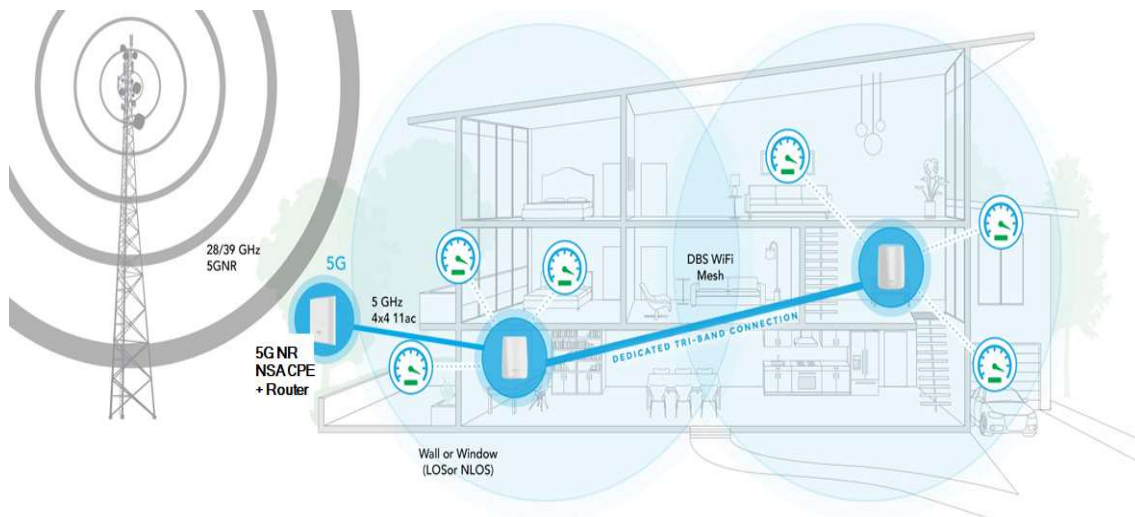 28/39 GHz
5GNR
5G
5 GHz
4x4 11ac
5G NR
NSA CPE
+ Router
DBS WiFi
Mesh
DEDICATED TRI-BAND CONNECTION
Wall or Window
(LOSor NLOS)